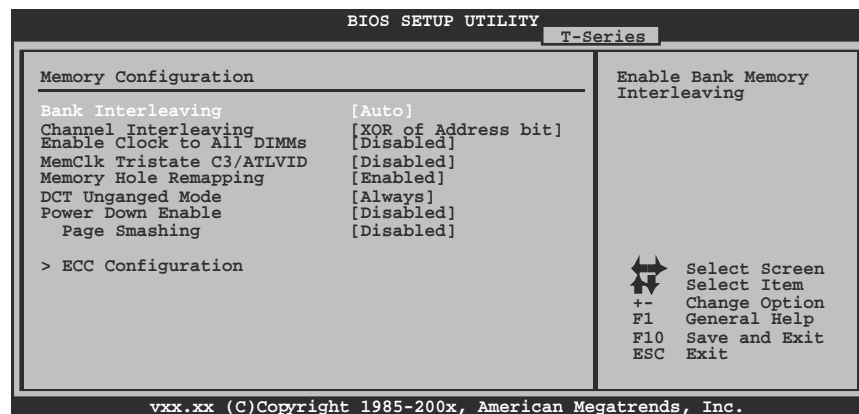 BIOS SETUP UTILITY
T-Series
Memory Configuration
Bank Interleaving [Auto]
Channel Interleaving [XOR of Address bit]
Enable Clock to All DIMMs [Disabled]
MemClk Tristate C3/ATLVID [Disabled]
Memory Hole Remapping [Enabled]
DCT Unganged Mode [Always]
Power Down Enable [Disabled]
Page Smashing [Disabled]
> ECC Configuration
Enable Bank Memory
Interleaving
Select Screen
Select Item
+- Change Option
F1 General Help
F10 Save and Exit
ESC Exit
vxx.xx (C)Copyright 1985-200x, American Megatrends, Inc.